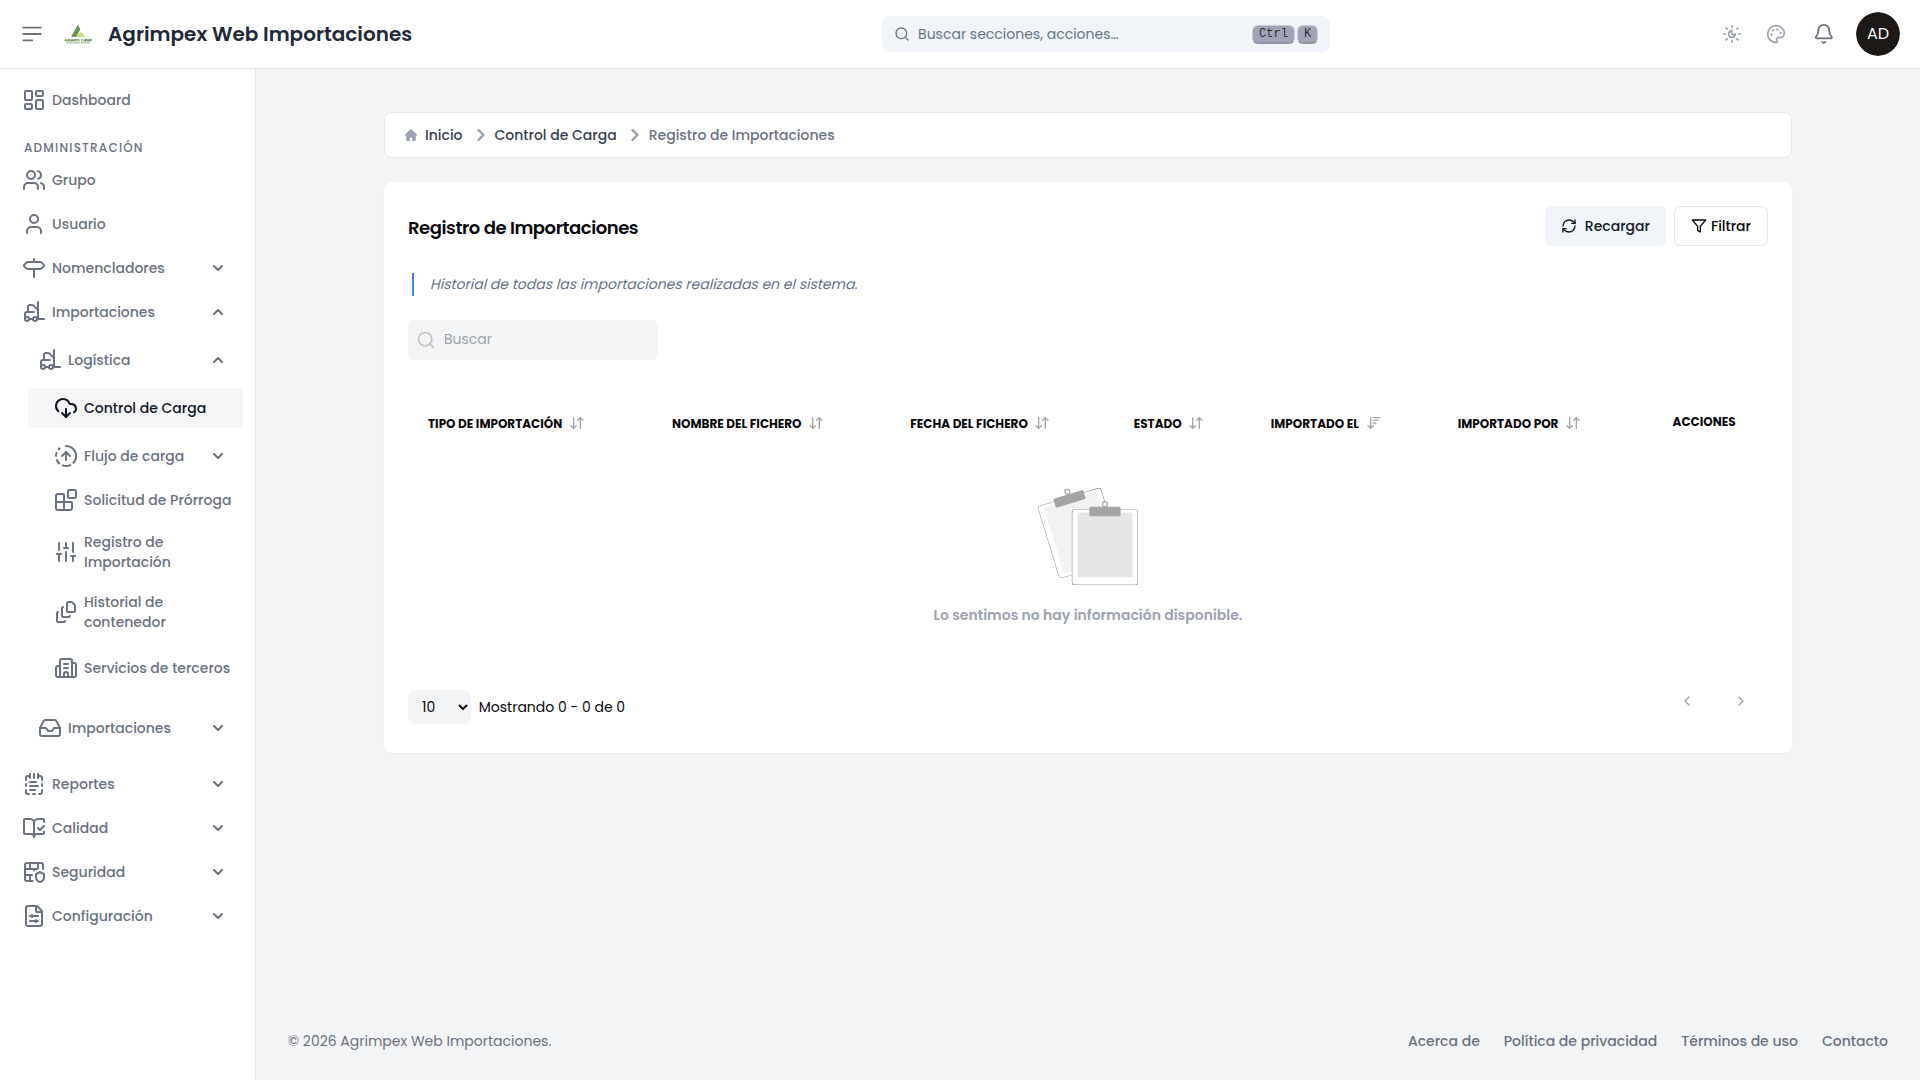 Agrimpex Web Importaciones
Buscar secciones, acciones...
Ctrl K
AD
Dashboard
ADMINISTRACIÓN
Grupo
Usuario
Nomencladores
Importaciones
Logística
Control de Carga
Flujo de carga
Solicitud de Prórroga
Registro de
Importación
Historial de
contenedor
Servicios de terceros
Importaciones
Reportes
Calidad
Seguridad
Configuración
Inicio
Control de Carga
Registro de Importaciones
Registro de Importaciones
Recargar
Filtrar
Historial de todas las importaciones realizadas en el sistema.
Buscar
TIPO DE IMPORTACIÓN NOMBRE DEL FICHERO FECHA DEL FICHERO ESTADO IMPORTADO EL IMPORTADO POR ACCIONES
Lo sentimos no hay información disponible.
10 Mostrando 0 - 0 de 0
© 2026 Agrimpex Web Importaciones.
Acerca de Política de privacidad Términos de uso Contacto